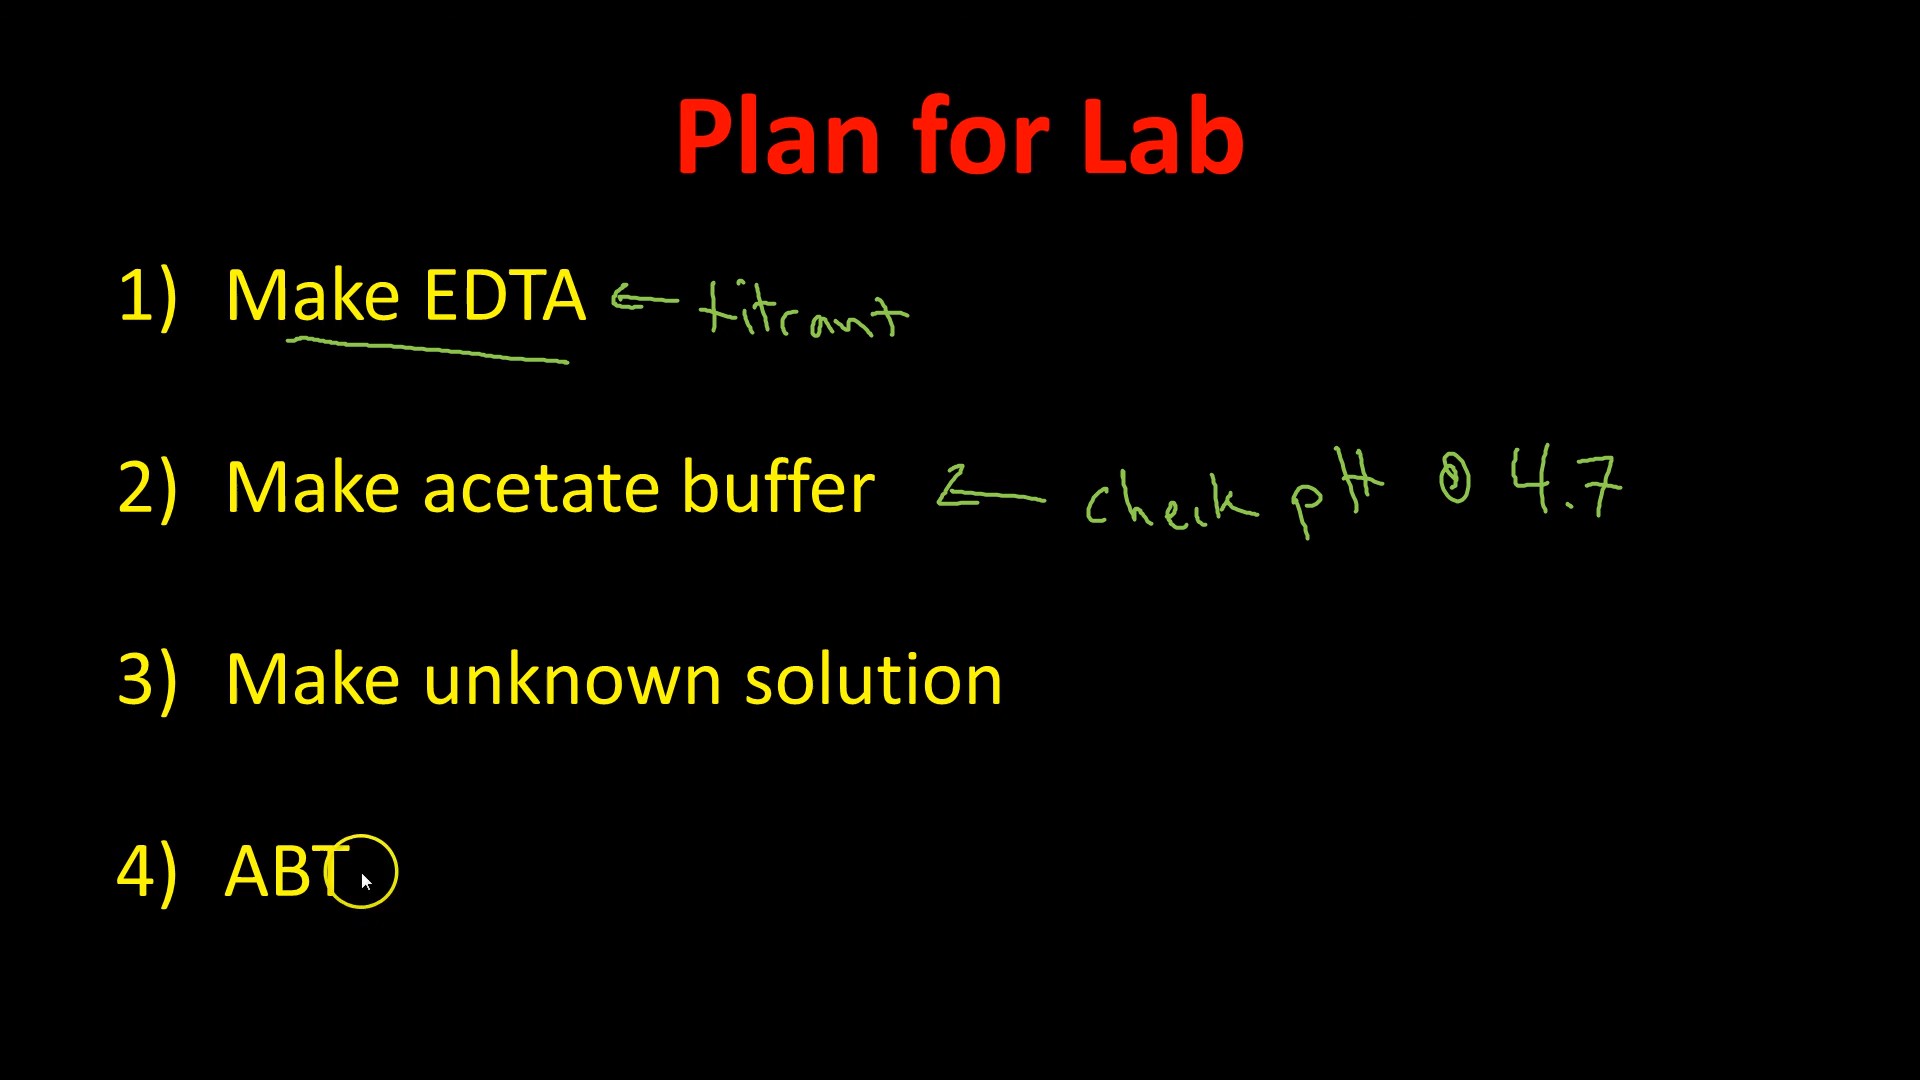 Plan for Lab
1) Make EDTA ← titrant
2) Make acetate buffer ← check pH @ 4.7
3) Make unknown solution
4) ABT